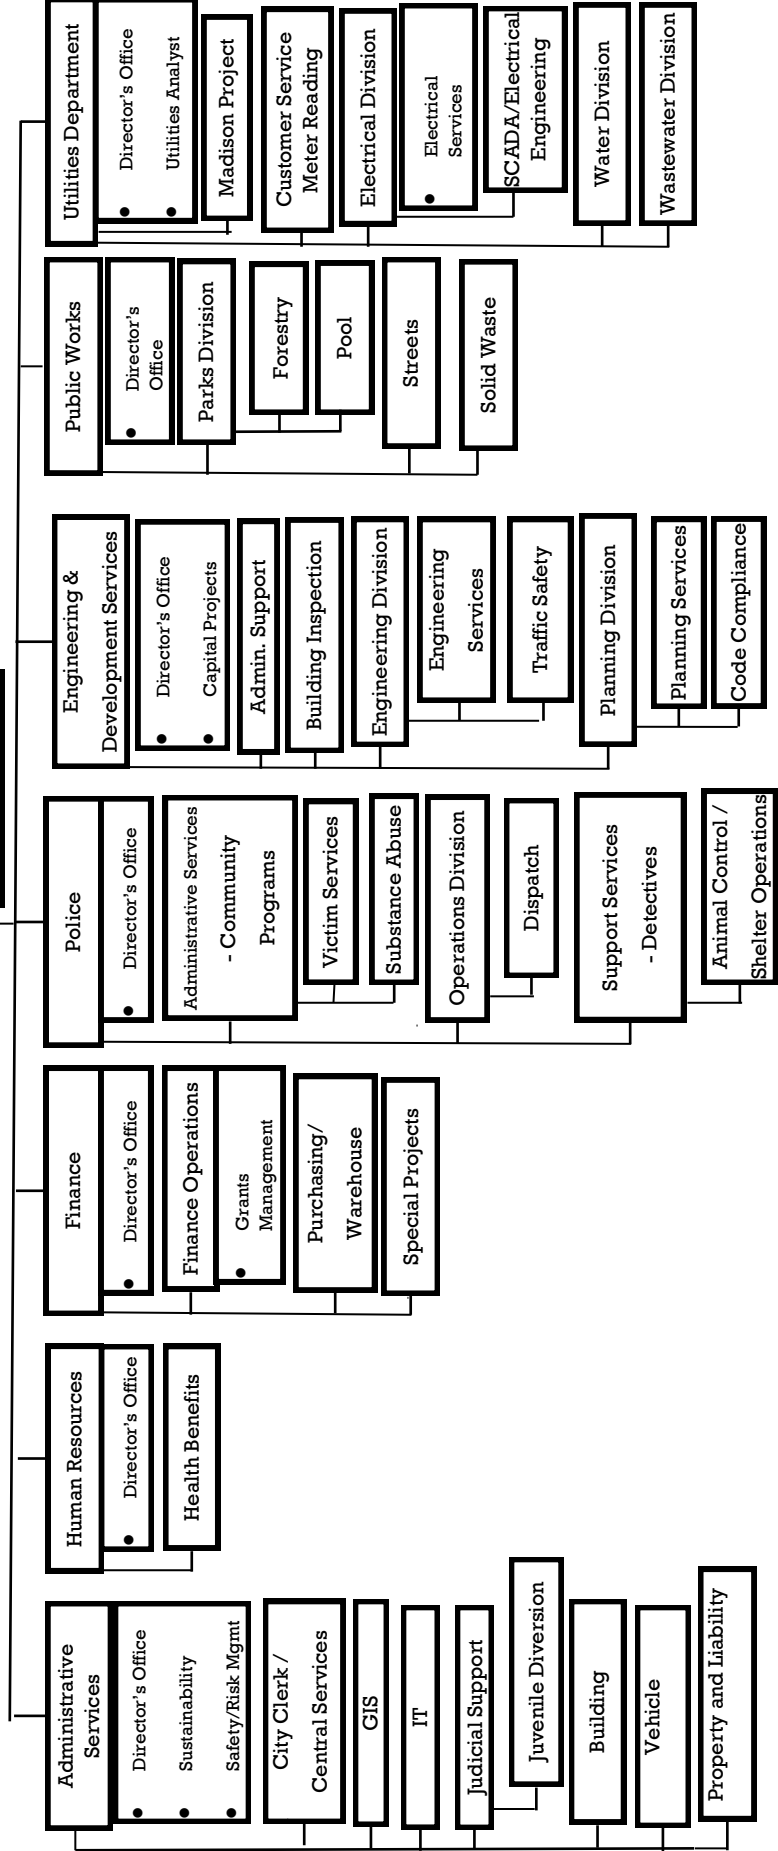 Administrative
Services
Director's Office
Sustainability
Safety/Risk Mgmt
City Clerk /
Central Services
GIS
IT
Judicial Support
Juvenile Diversion
Building
Vehicle
Property and Liability
Human Resources
Director's Office
Health Benefits
Finance
Director's Office
Finance Operations
Grants
Management
Purchasing/
Warehouse
Special Projects
Police
Director's Office
Administrative Services
- Community
Programs
Victim Services
Substance Abuse
Operations Division
Dispatch
Support Services
- Detectives
Animal Control /
Shelter Operations
Engineering &
Development Services
Director's Office
Capital Projects
Admin. Support
Building Inspection
Engineering Division
Engineering
Services
Traffic Safety
Planning Division
Planning Services
Code Compliance
Public Works
Director's
Office
Parks Division
Forestry
Pool
Streets
Solid Waste
Utilities Department
Director's Office
Utilities Analyst
Madison Project
Customer Service
Meter Reading
Electrical Division
Electrical
Services
SCADA/Electrical
Engineering
Water Division
Wastewater Division